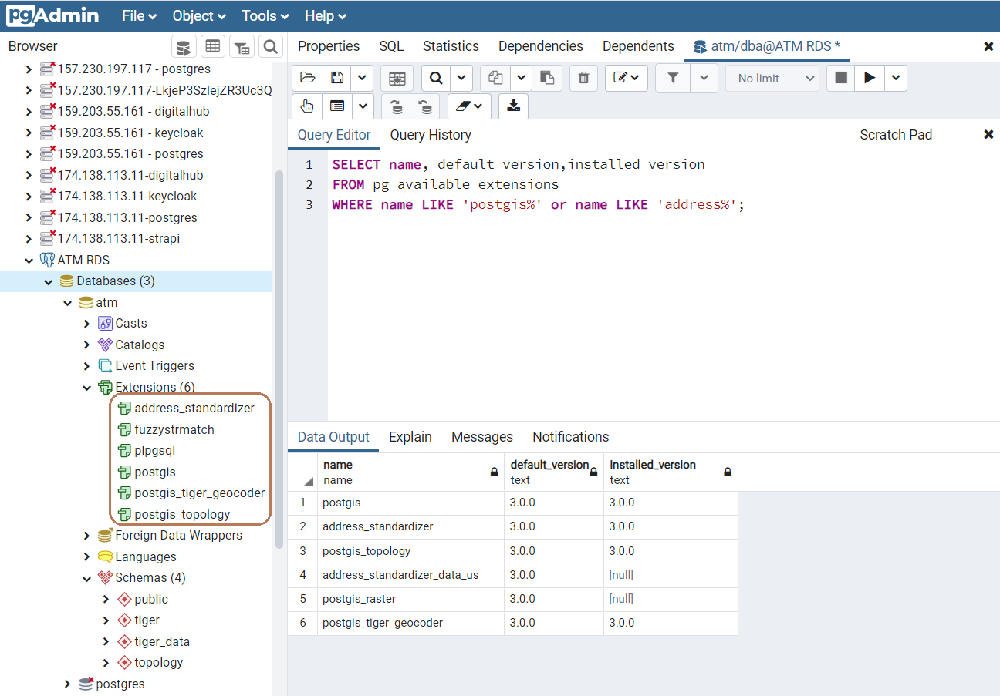 pgAdmin File Object Tools Help
Browser
Properties SQL Statistics Dependencies Dependents atm/dba@ATM RDS *
No limit
157.230.197.117 - postgres
157.230.197.117-LkjeP3SzIejZR3Uc3Q
159.203.55.161 - digitalhub
159.203.55.161 - keycloak
159.203.55.161 - postgres
174.138.113.11-digitalhub
174.138.113.11-keycloak
174.138.113.11-postgres
174.138.113.11-strapi
ATM RDS
Databases (3)
atm
Casts
Catalogs
Event Triggers
Extensions (6)
address_standardizer
fuzzystrmatch
plpgsql
postgis
postgis_tiger_geocoder
postgis_topology
Foreign Data Wrappers
Languages
Schemas (4)
public
tiger
tiger_data
topology
postgres
Query Editor Query History
Scratch Pad
1 SELECT name, default_version,installed_version
2 FROM pg_available_extensions
3 WHERE name LIKE 'postgis%' or name LIKE 'address%';
Data Output Explain Messages Notifications
name default_version installed_version
name text text
1 postgis 3.0.0 3.0.0
2 address_standardizer 3.0.0 3.0.0
3 postgis_topology 3.0.0 3.0.0
4 address_standardizer_data_us 3.0.0 [null]
5 postgis_raster 3.0.0 [null]
6 postgis_tiger_geocoder 3.0.0 3.0.0